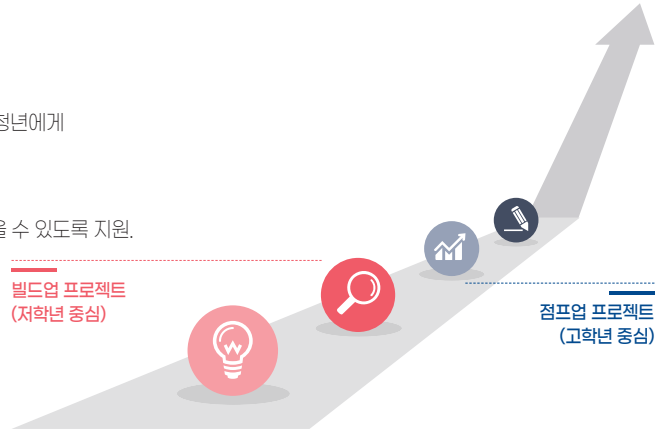 청년에게
수 있도록 지원.
빌드업 프로젝트
(저학년 중심)
점프업 프로젝트
(고학년 중심)